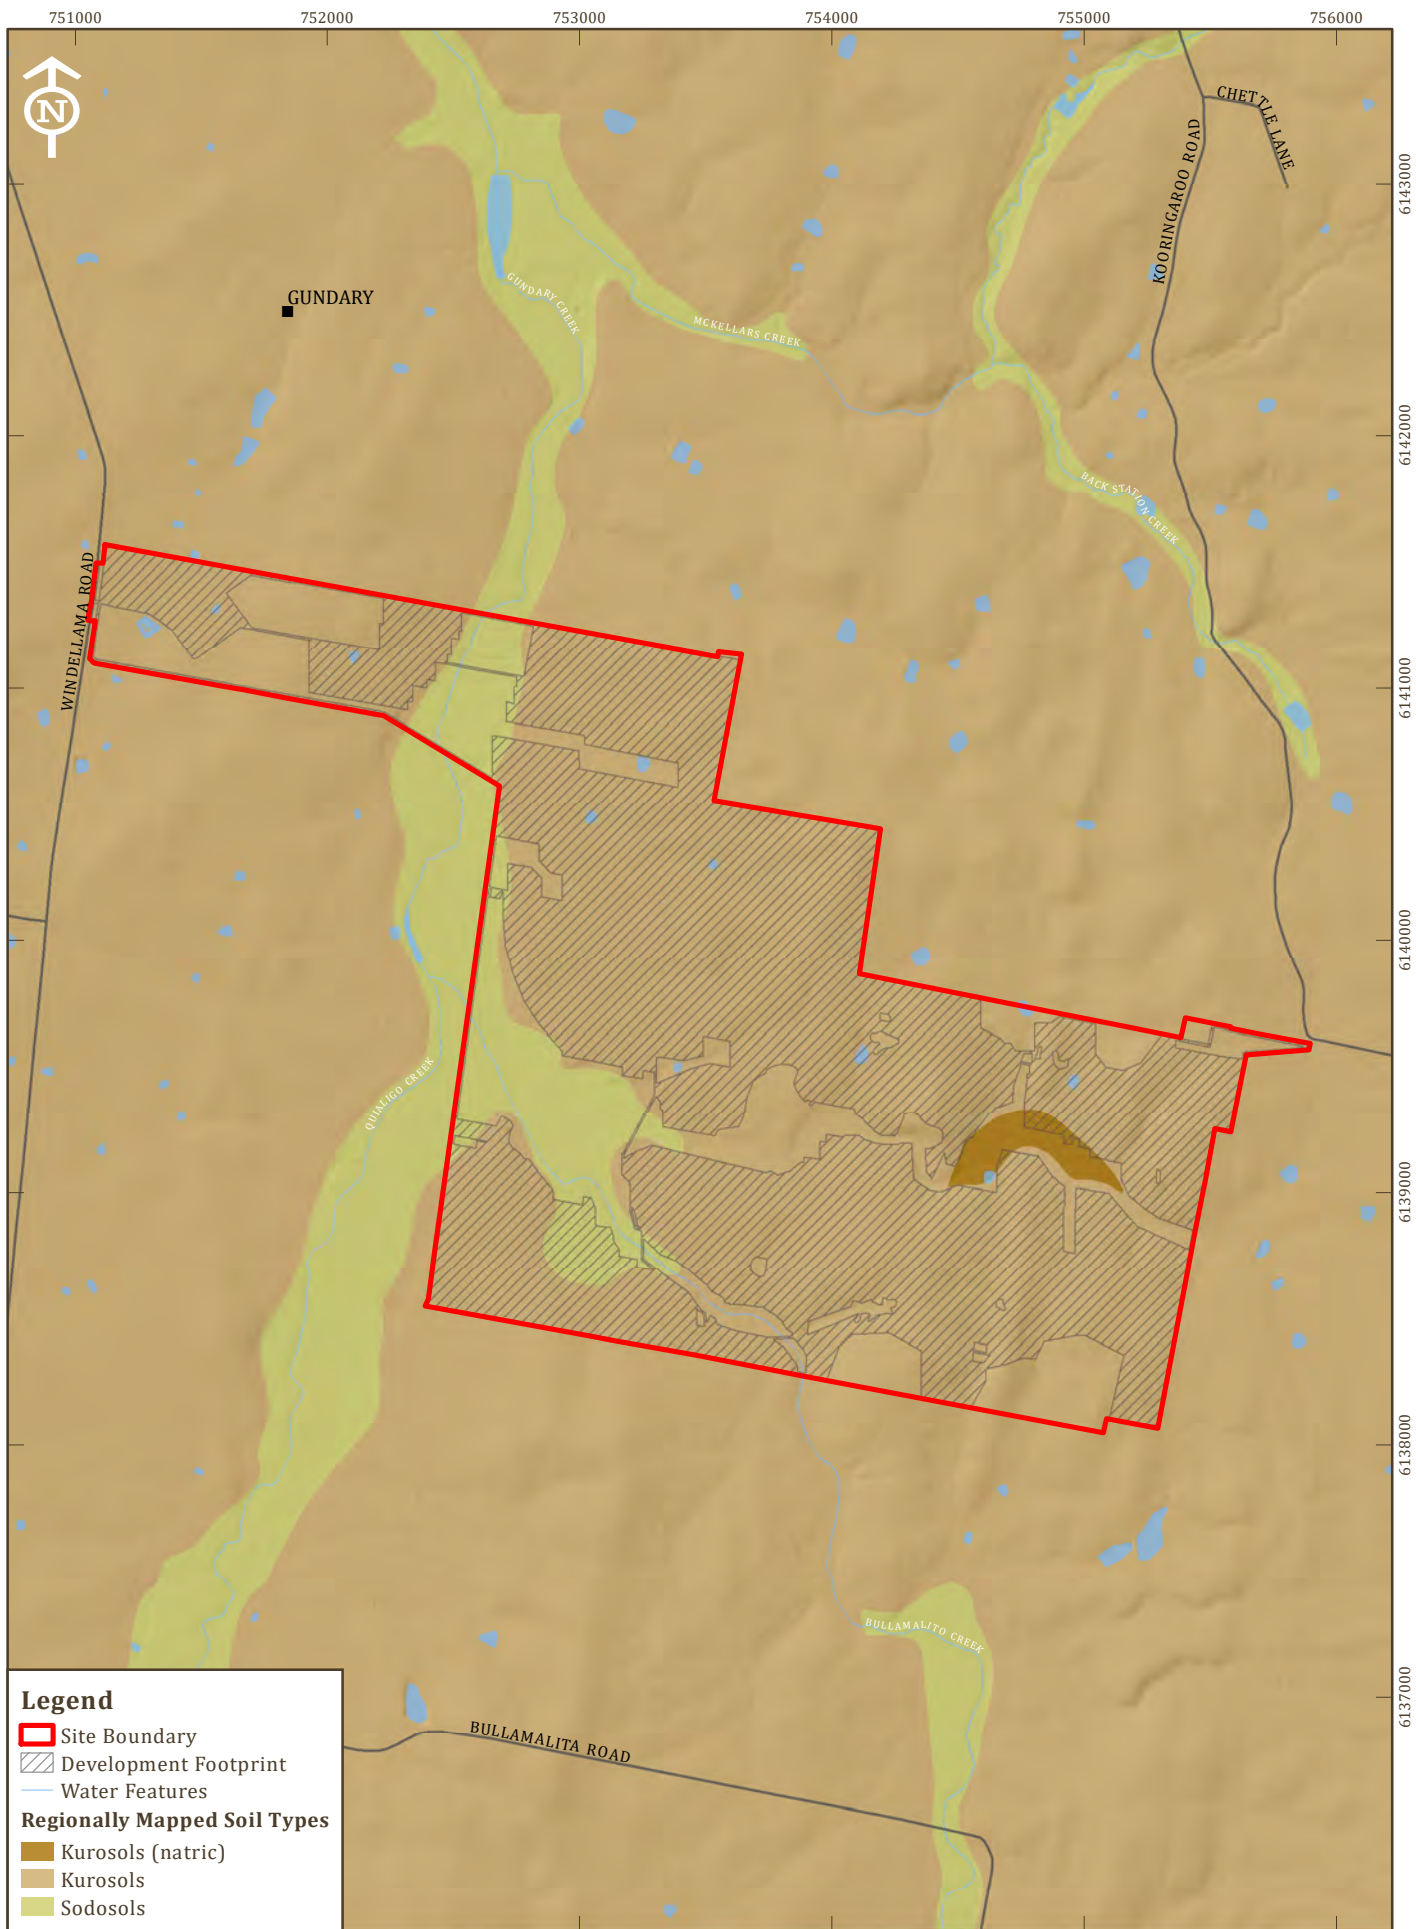 751000
752000
753000
754000
755000
756000
N
CHETTLE LANE
KOORINGAROO ROAD
6143000
GUNDARY
GUNDARY CREEK
MCKELLARS CREEK
6142000
BACK STATION CREEK
WINDELLAMA ROAD
6141000
6140000
QUIALIGO CREEK
6139000
6138000
BULLAMALITO CREEK
6137000
BULLAMALITA ROAD
Legend
Site Boundary
Development Footprint
Water Features
Regionally Mapped Soil Types
Kurosols (natric)
Kurosols
Sodosols